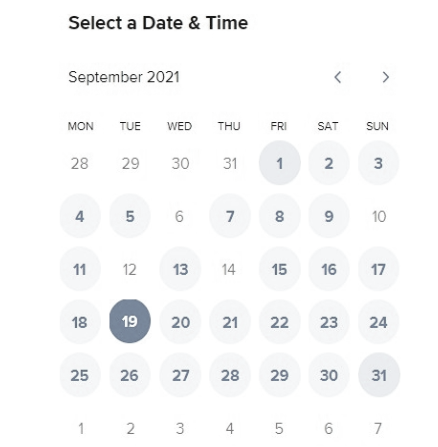 Select a Date & Time
September 2021
MON TUE WED THU FRI SAT SUN
28 29 30 31 1 2 3
4 5 6 7 8 9 10
11 12 13 14 15 16 17
18 19 20 21 22 23 24
25 26 27 28 29 30 31
1 2 3 4 5 6 7